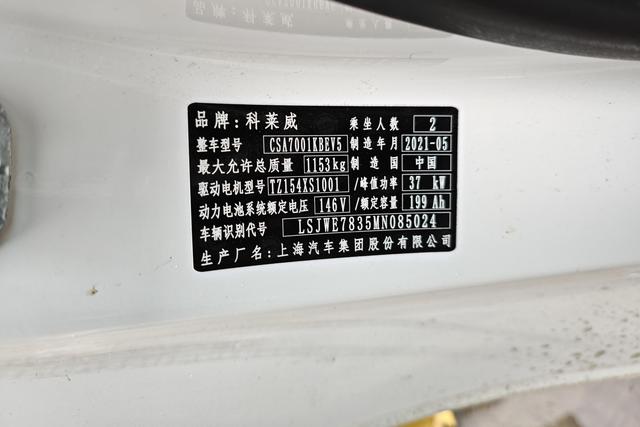 品牌:科莱威 乘坐人数 2
整车型号 CSA7001KBEV5 制造年月 2021-05
最大允许总质量 1153kg 制造国 中国
驱动电机型号 TZ154XS1001 /峰值功率 37 kW
动力电池系统额定电压 146V /额定容量 199 Ah
车辆识别代号 LSJWE7835MN085024
生产厂名:上海汽车集团股份有限公司